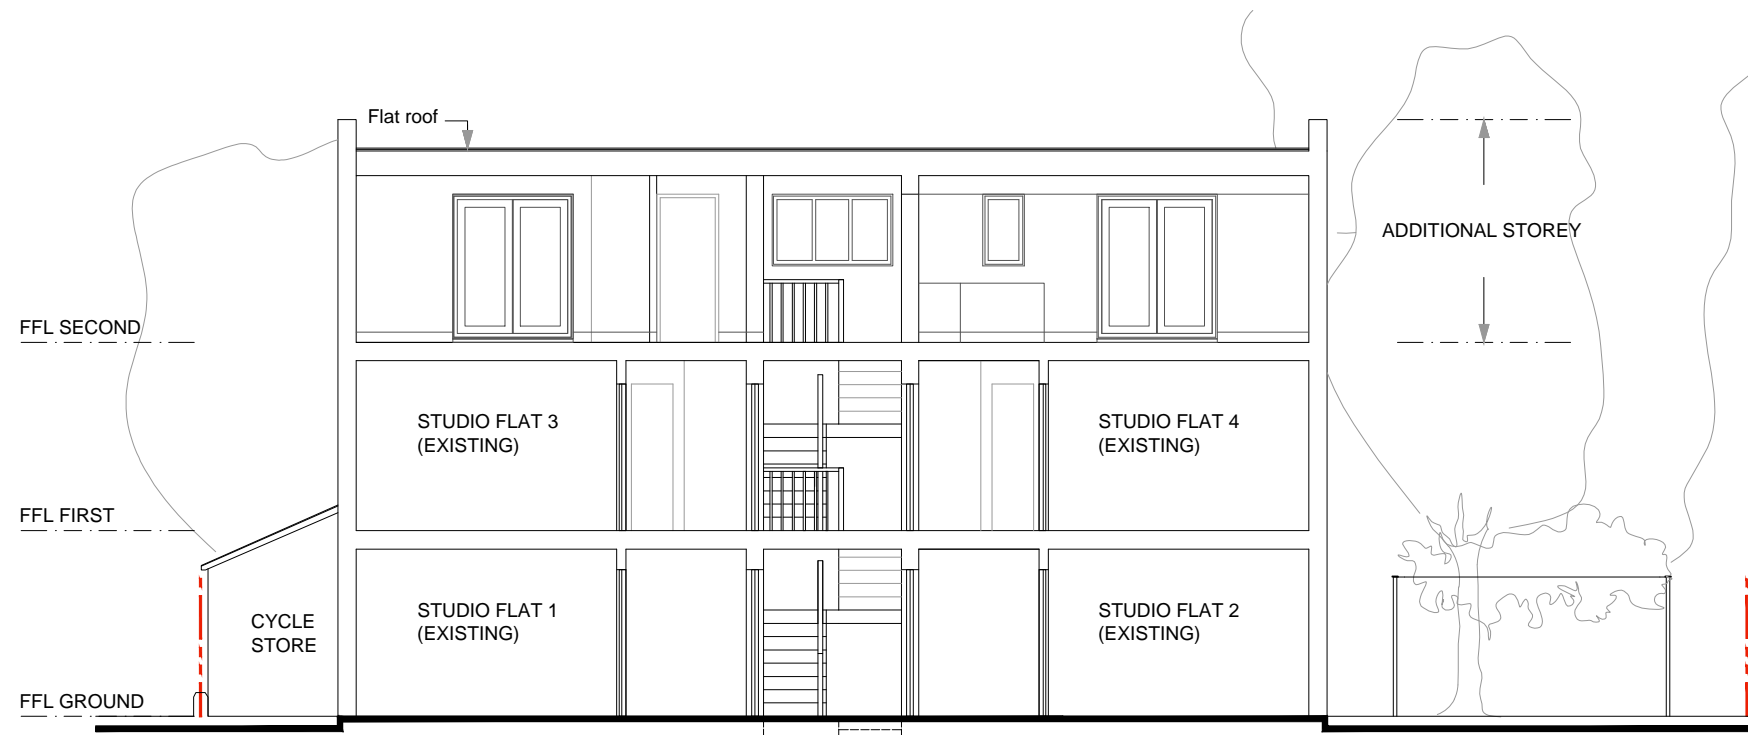 Flat roof
ADDITIONAL STOREY
FFL SECOND
STUDIO FLAT 3
(EXISTING)
STUDIO FLAT 4
(EXISTING)
FFL FIRST
STUDIO FLAT 1
(EXISTING)
STUDIO FLAT 2
(EXISTING)
CYCLE
STORE
FFL GROUND